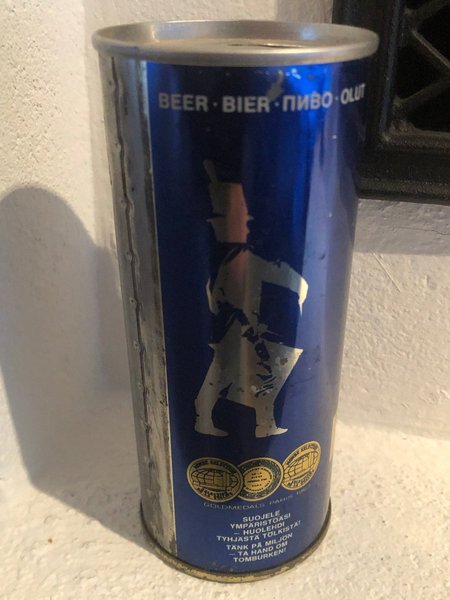 BEER · BIER · ПИВО · OLUT
GOLDMEDALS PARIS
SUOJELE
YMPÄRISTÖÄSI
– HUOLEHDI
TYHJÄSTÄ TÖLKISTÄ!
TÄNK PÅ MILJÖN
– TA HAND OM
TOMBURKEN!